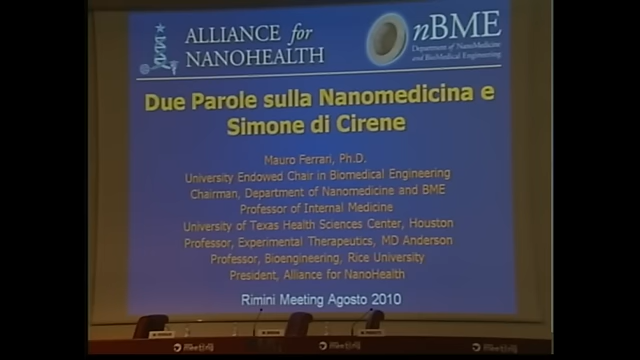 ALLIANCE for
NANOHEALTH
nBME
Department of NanoMedicine
and BioMedical Engineering
Due Parole sulla Nanomedicina e
Simone di Cirene
Mauro Ferrari, Ph.D.
University Endowed Chair in Biomedical Engineering
Chairman, Department of Nanomedicine and BME
Professor of Internal Medicine
University of Texas Health Sciences Center, Houston
Professor, Experimental Therapeutics, MD Anderson
Professor, Bioengineering, Rice University
President, Alliance for NanoHealth
Rimini Meeting Agosto 2010
meeting
meeting
meeting